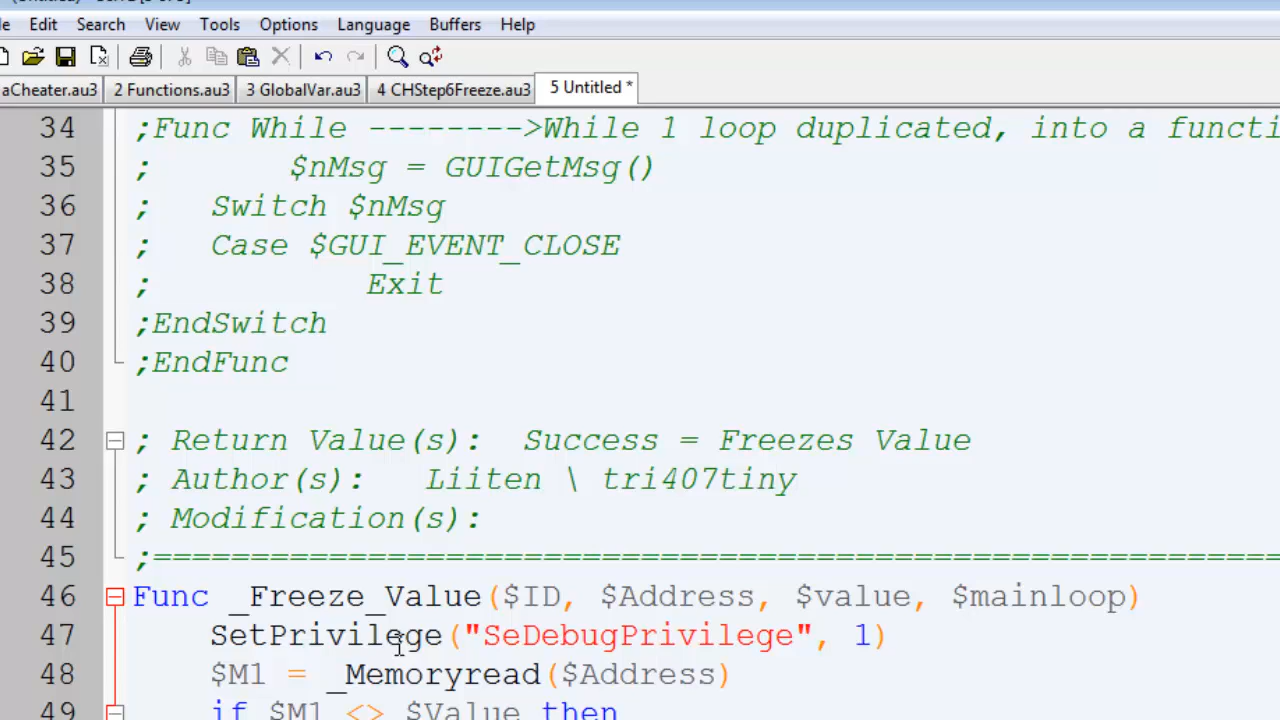 Edit Search View Tools Options Language Buffers Help
aCheater.au3 2 Functions.au3 3 GlobalVar.au3 4 CHStep6Freeze.au3 5 Untitled *
34 ;Func While -------->While 1 loop duplicated, into a functi
35 ; $nMsg = GUIGetMsg()
36 ; Switch $nMsg
37 ; Case $GUI_EVENT_CLOSE
38 ; Exit
39 ;EndSwitch
40 ;EndFunc
41
42 ; Return Value(s): Success = Freezes Value
43 ; Author(s): Liiten \ tri407tiny
44 ; Modification(s):
45 ;===========================================================
46 Func _Freeze_Value($ID, $Address, $value, $mainloop)
47 SetPrivilege("SeDebugPrivilege", 1)
48 $M1 = _Memoryread($Address)
49 if $M1 <> $Value then